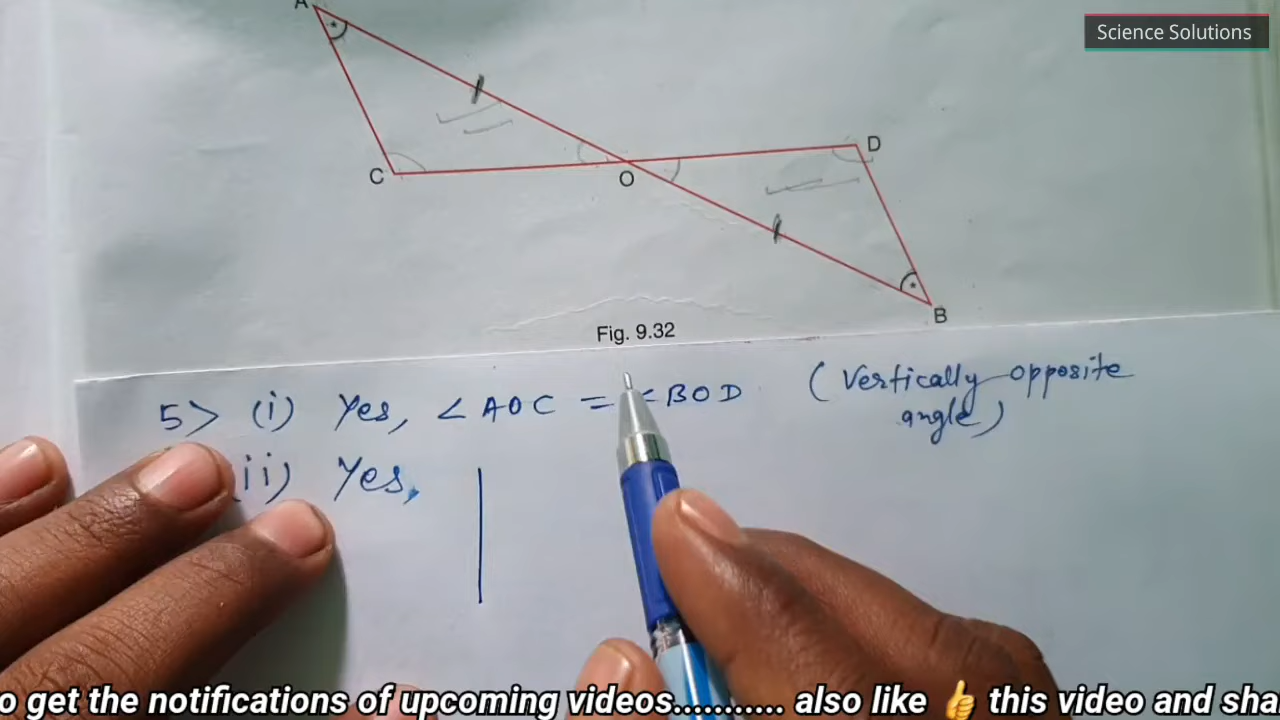 Science Solutions
A
D
C
O
B
Fig. 9.32
5> (i) Yes, ∠AOC = ∠BOD (Vertically opposite
angle)
(ii) Yes,
o get the notifications of upcoming videos........... also like 👍 this video and sha